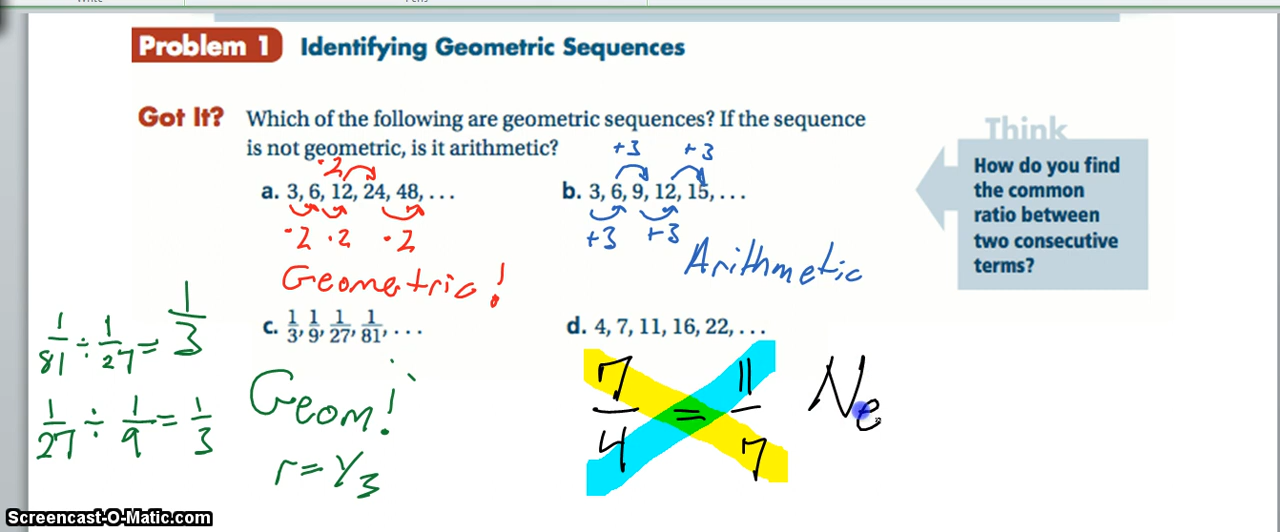 Problem 1 Identifying Geometric Sequences
Got It? Which of the following are geometric sequences? If the sequence
is not geometric, is it arithmetic?
+3 +3
·2
a. 3, 6, 12, 24, 48, . . .
b. 3, 6, 9, 12, 15, . . .
·2 ·2 ·2
+3 +3
Geometric!
Arithmetic
Think
How do you find
the common
ratio between
two consecutive
terms?
c. 1/3, 1/9, 1/27, 1/81, . . .
d. 4, 7, 11, 16, 22, . . .
1/81 ÷ 1/27 = 1/3
1/27 ÷ 1/9 = 1/3
Geom!
r = 1/3
7/4 = 11/7
Ne
Screencast-O-Matic.com